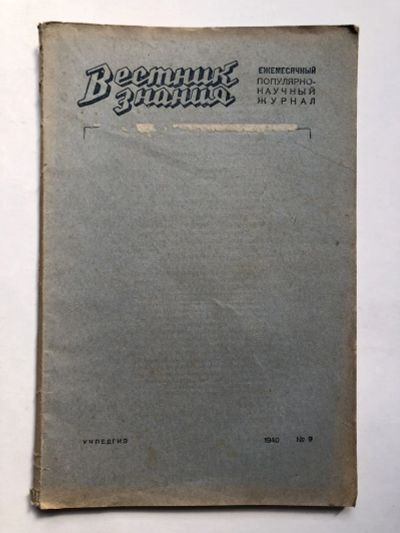 Вестник
знания
ЕЖЕМЕСЯЧНЫЙ
ПОПУЛЯРНО-
НАУЧНЫЙ
ЖУРНАЛ
УЧПЕДГИЗ 1940 № 9